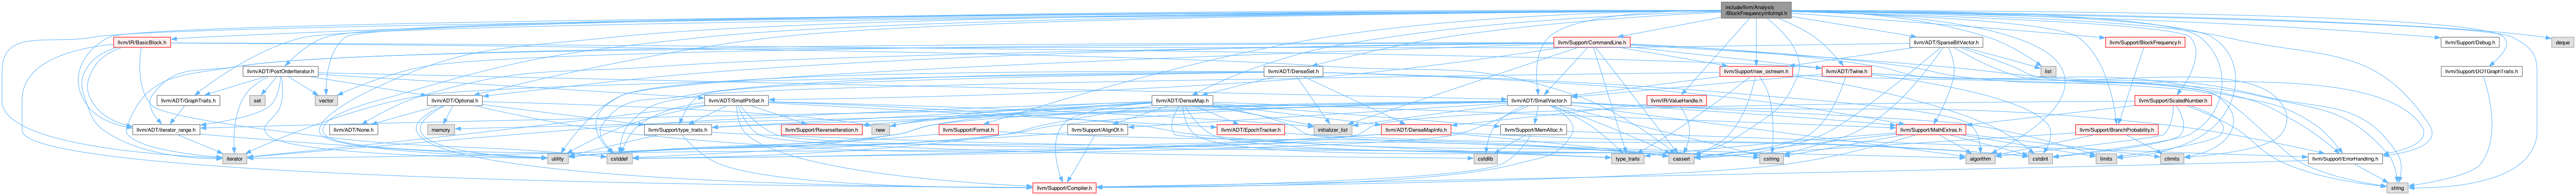 include/llvm/Analysis
/BlockFrequencyInfoImpl.h
llvm/IR/BasicBlock.h
llvm/Support/CommandLine.h
llvm/ADT/SparseBitVector.h
llvm/Support/BlockFrequency.h
llvm/Support/Debug.h
deque
llvm/ADT/PostOrderIterator.h
llvm/ADT/DenseSet.h
llvm/Support/raw_ostream.h
llvm/ADT/Twine.h
list
llvm/Support/DOTGraphTraits.h
llvm/ADT/GraphTraits.h
set
vector
llvm/ADT/Optional.h
llvm/ADT/SmallPtrSet.h
llvm/ADT/DenseMap.h
llvm/ADT/SmallVector.h
llvm/IR/ValueHandle.h
llvm/Support/ScaledNumber.h
llvm/ADT/iterator_range.h
llvm/ADT/None.h
memory
llvm/Support/type_traits.h
llvm/Support/ReverseIteration.h
new
llvm/Support/Format.h
llvm/Support/AlignOf.h
llvm/ADT/EpochTracker.h
initializer_list
llvm/ADT/DenseMapInfo.h
llvm/Support/MemAlloc.h
llvm/Support/MathExtras.h
llvm/Support/BranchProbability.h
iterator
utility
cstddef
cstdlib
type_traits
cassert
cstring
algorithm
cstdint
limits
climits
llvm/Support/ErrorHandling.h
llvm/Support/Compiler.h
string